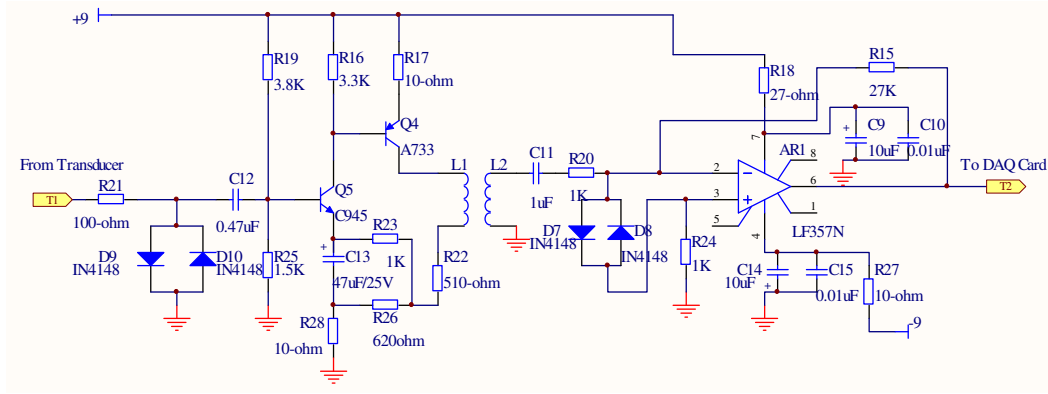 +9
R19
3.8K
R16
3.3K
R17
10-ohm
Q4
A733
R18
27-ohm
R15
27K
C9
10uF
C10
0.01uF
7
8
AR1
From Transducer
T1
R21
100-ohm
C12
0.47uF
Q5
C945
L1
L2
C11
1uF
R20
1K
2
3
6
To DAQ Card
T2
D9
IN4148
D10
IN4148
R25
1.5K
R23
1K
C13
47uF/25V
R22
510-ohm
D7
IN4148
D8
IN4148
R24
1K
5
4
1
LF357N
R28
10-ohm
R26
620ohm
C14
10uF
C15
0.01uF
R27
10-ohm
-9
+
+
+